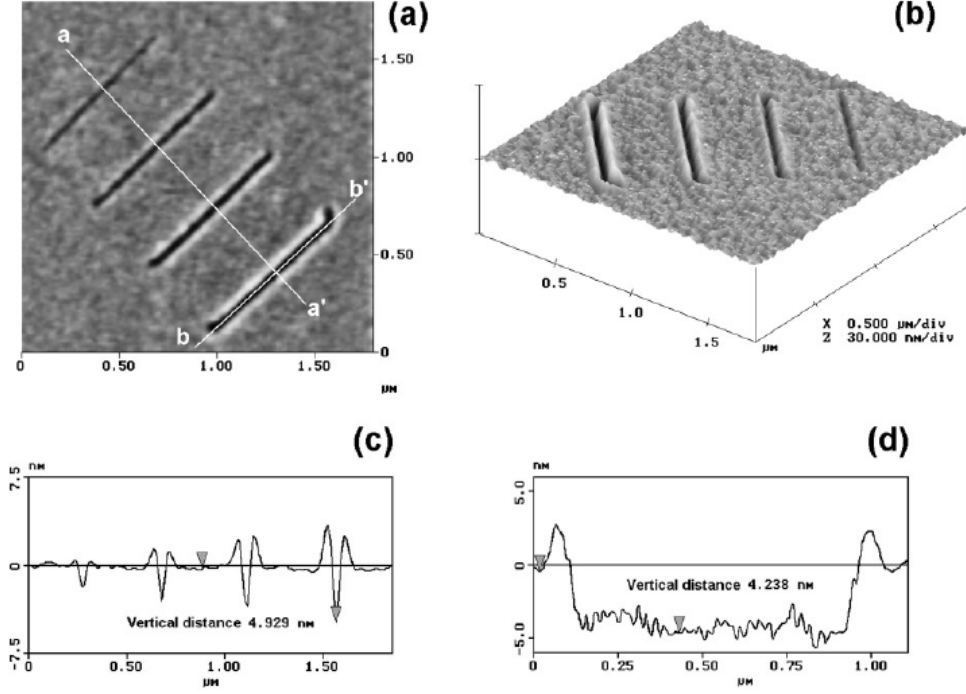 (a)
a
1.50
1.00
b'
0.50
a'
b
0
0
0.50
1.00
1.50
μM
(b)
0.5
1.0
1.5
μM
X 0.500 μM/div
Z 30.000 nM/div
(c)
nM
7.5
0
-7.5
Vertical distance 4.929 nM
0
0.50
1.00
1.50
μM
(d)
nM
5.0
0
-5.0
Vertical distance 4.238 nM
0
0.25
0.50
0.75
1.00
μM